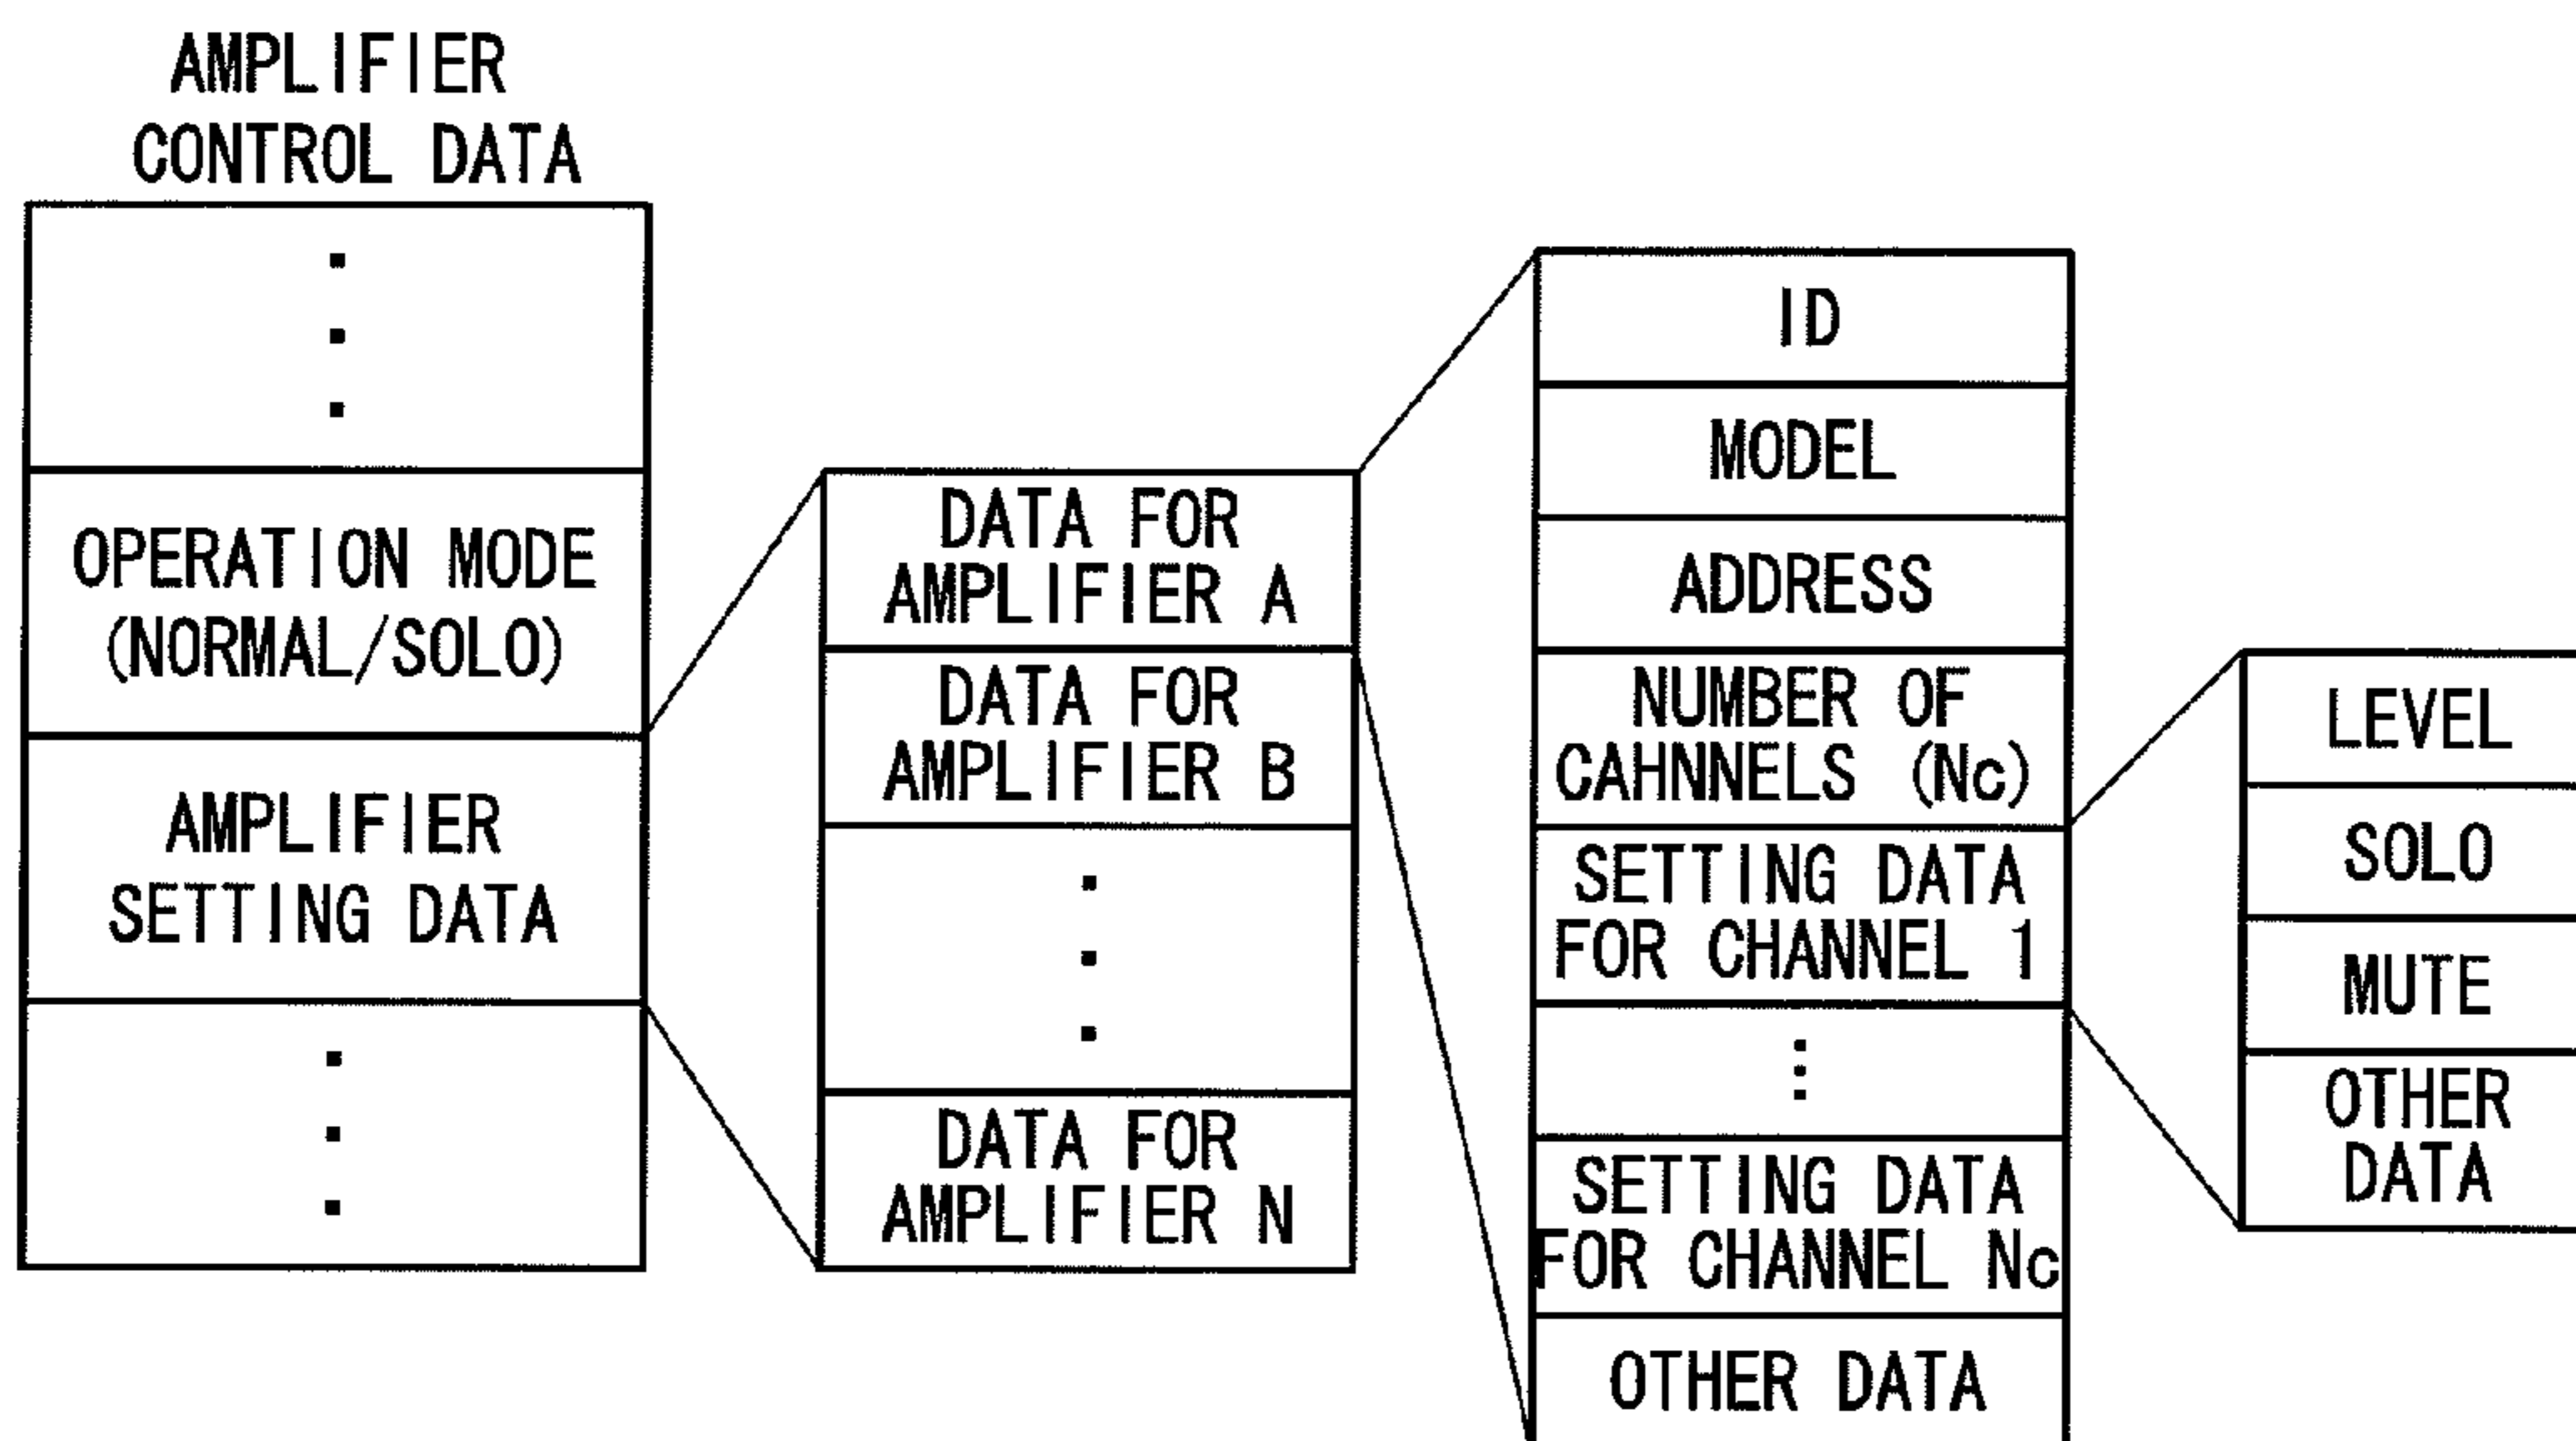 AMPLIFIER
CONTROL DATA
OPERATION MODE
(NORMAL/SOLO)
AMPLIFIER
SETTING DATA
DATA FOR
AMPLIFIER A
DATA FOR
AMPLIFIER B
DATA FOR
AMPLIFIER N
ID
MODEL
ADDRESS
NUMBER OF
CAHNNELS (Nc)
SETTING DATA
FOR CHANNEL 1
SETTING DATA
FOR CHANNEL Nc
OTHER DATA
LEVEL
SOLO
MUTE
OTHER
DATA